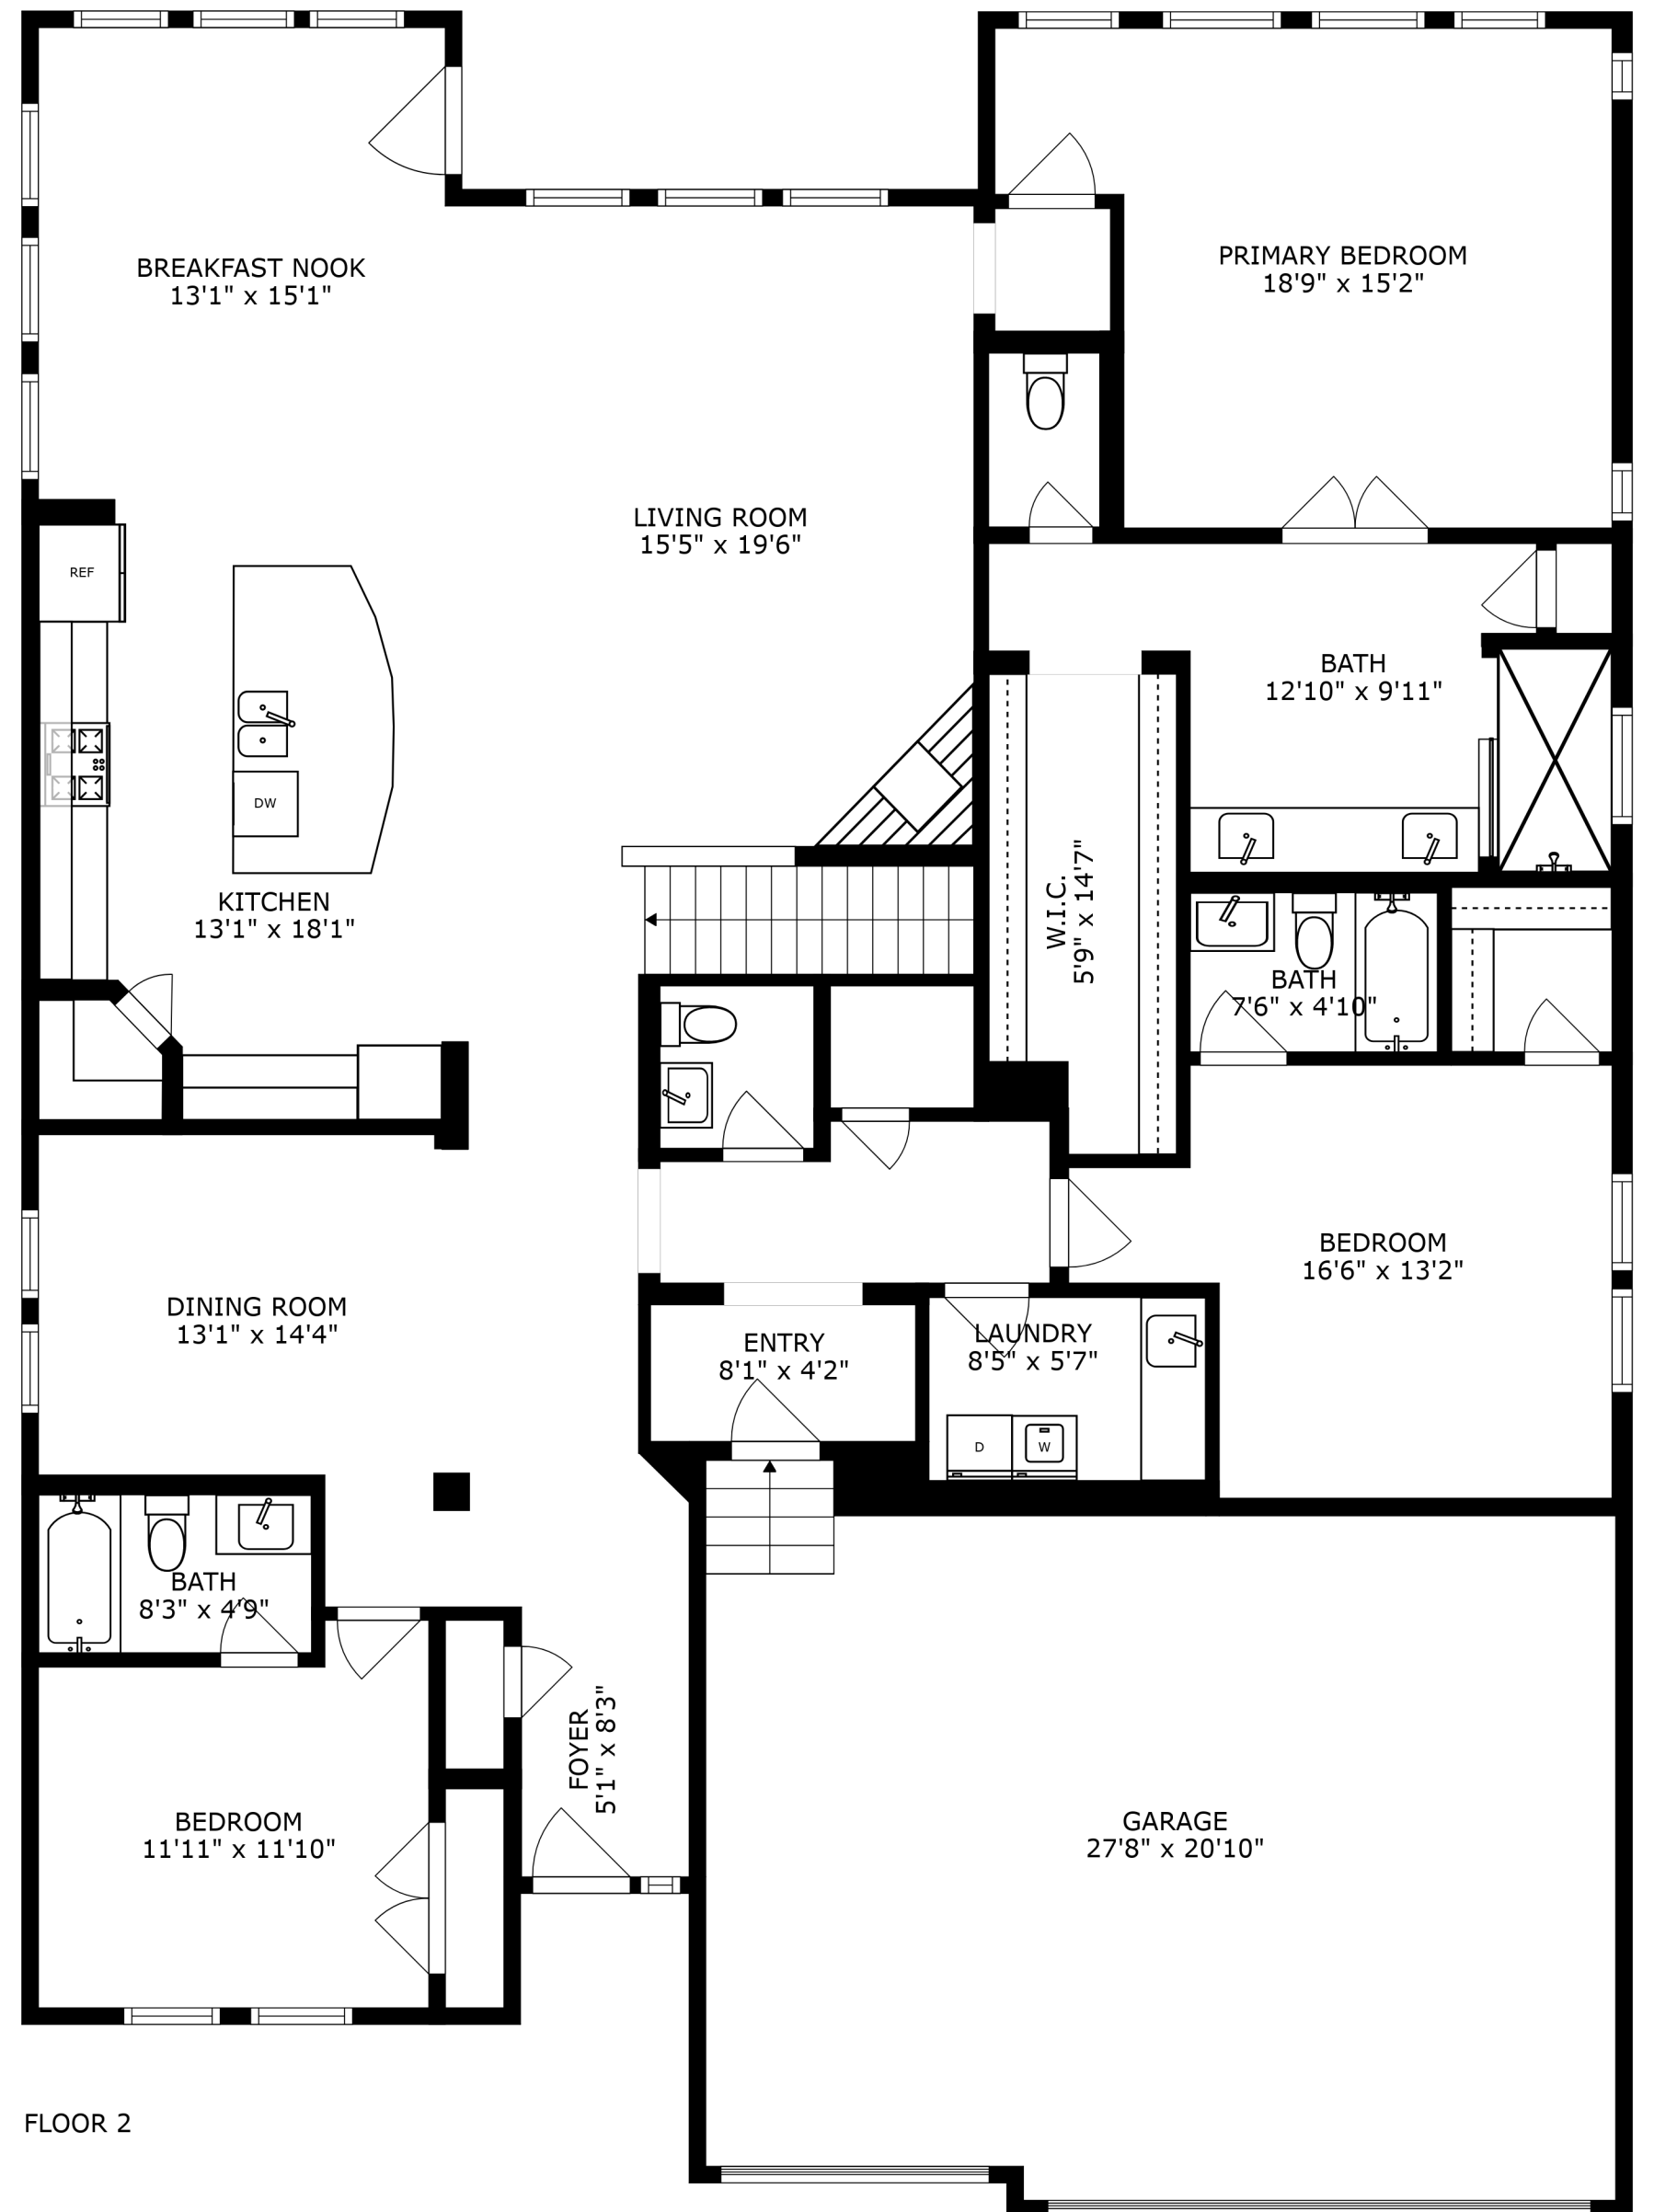 BREAKFAST NOOK
13'1" x 15'1"
PRIMARY BEDROOM
18'9" x 15'2"
LIVING ROOM
15'5" x 19'6"
REF
BATH
12'10" x 9'11"
DW
KITCHEN
13'1" x 18'1"
W.I.C.
5'9" x 14'7"
BATH
7'6" x 4'10"
BEDROOM
16'6" x 13'2"
DINING ROOM
13'1" x 14'4"
ENTRY
8'1" x 4'2"
LAUNDRY
8'5" x 5'7"
D
W
BATH
8'3" x 4'9"
FOYER
5'1" x 8'3"
BEDROOM
11'11" x 11'10"
GARAGE
27'8" x 20'10"
FLOOR 2